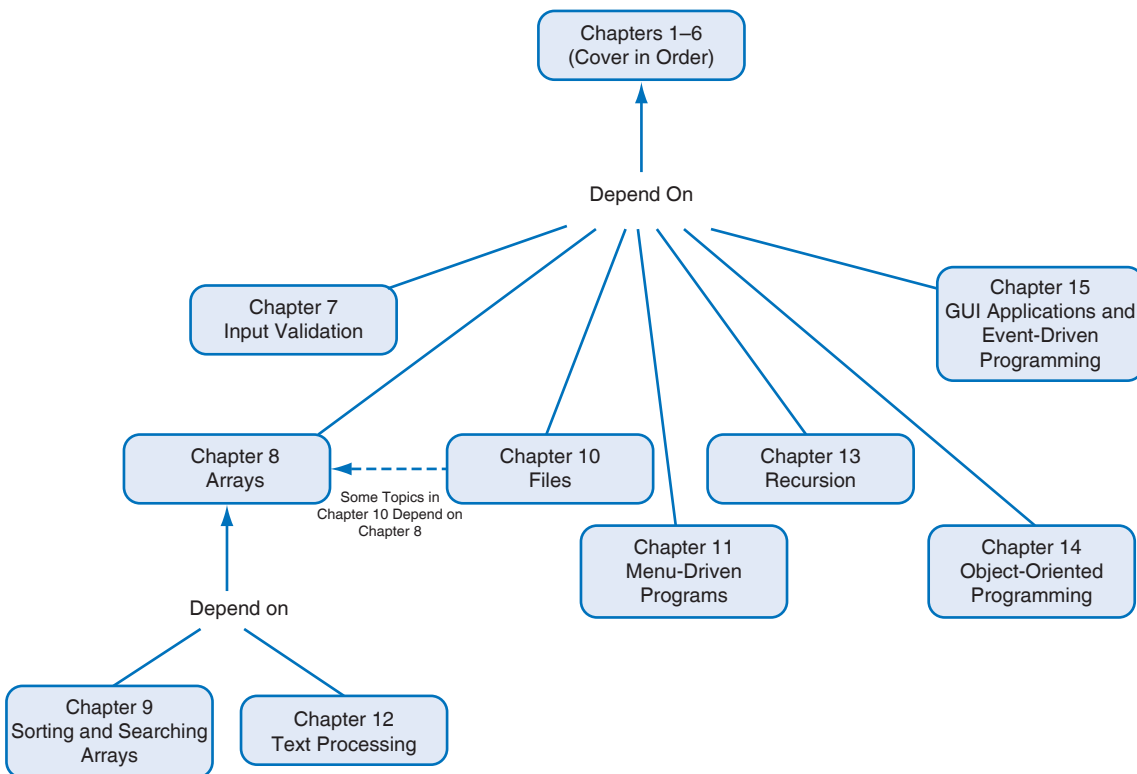 Chapters 1–6
(Cover in Order)
Depend On
Chapter 7
Input Validation
Chapter 15
GUI Applications and
Event-Driven
Programming
Chapter 8
Arrays
Some Topics in
Chapter 10 Depend on
Chapter 8
Chapter 10
Files
Chapter 13
Recursion
Chapter 11
Menu-Driven
Programs
Chapter 14
Object-Oriented
Programming
Depend on
Chapter 9
Sorting and Searching
Arrays
Chapter 12
Text Processing